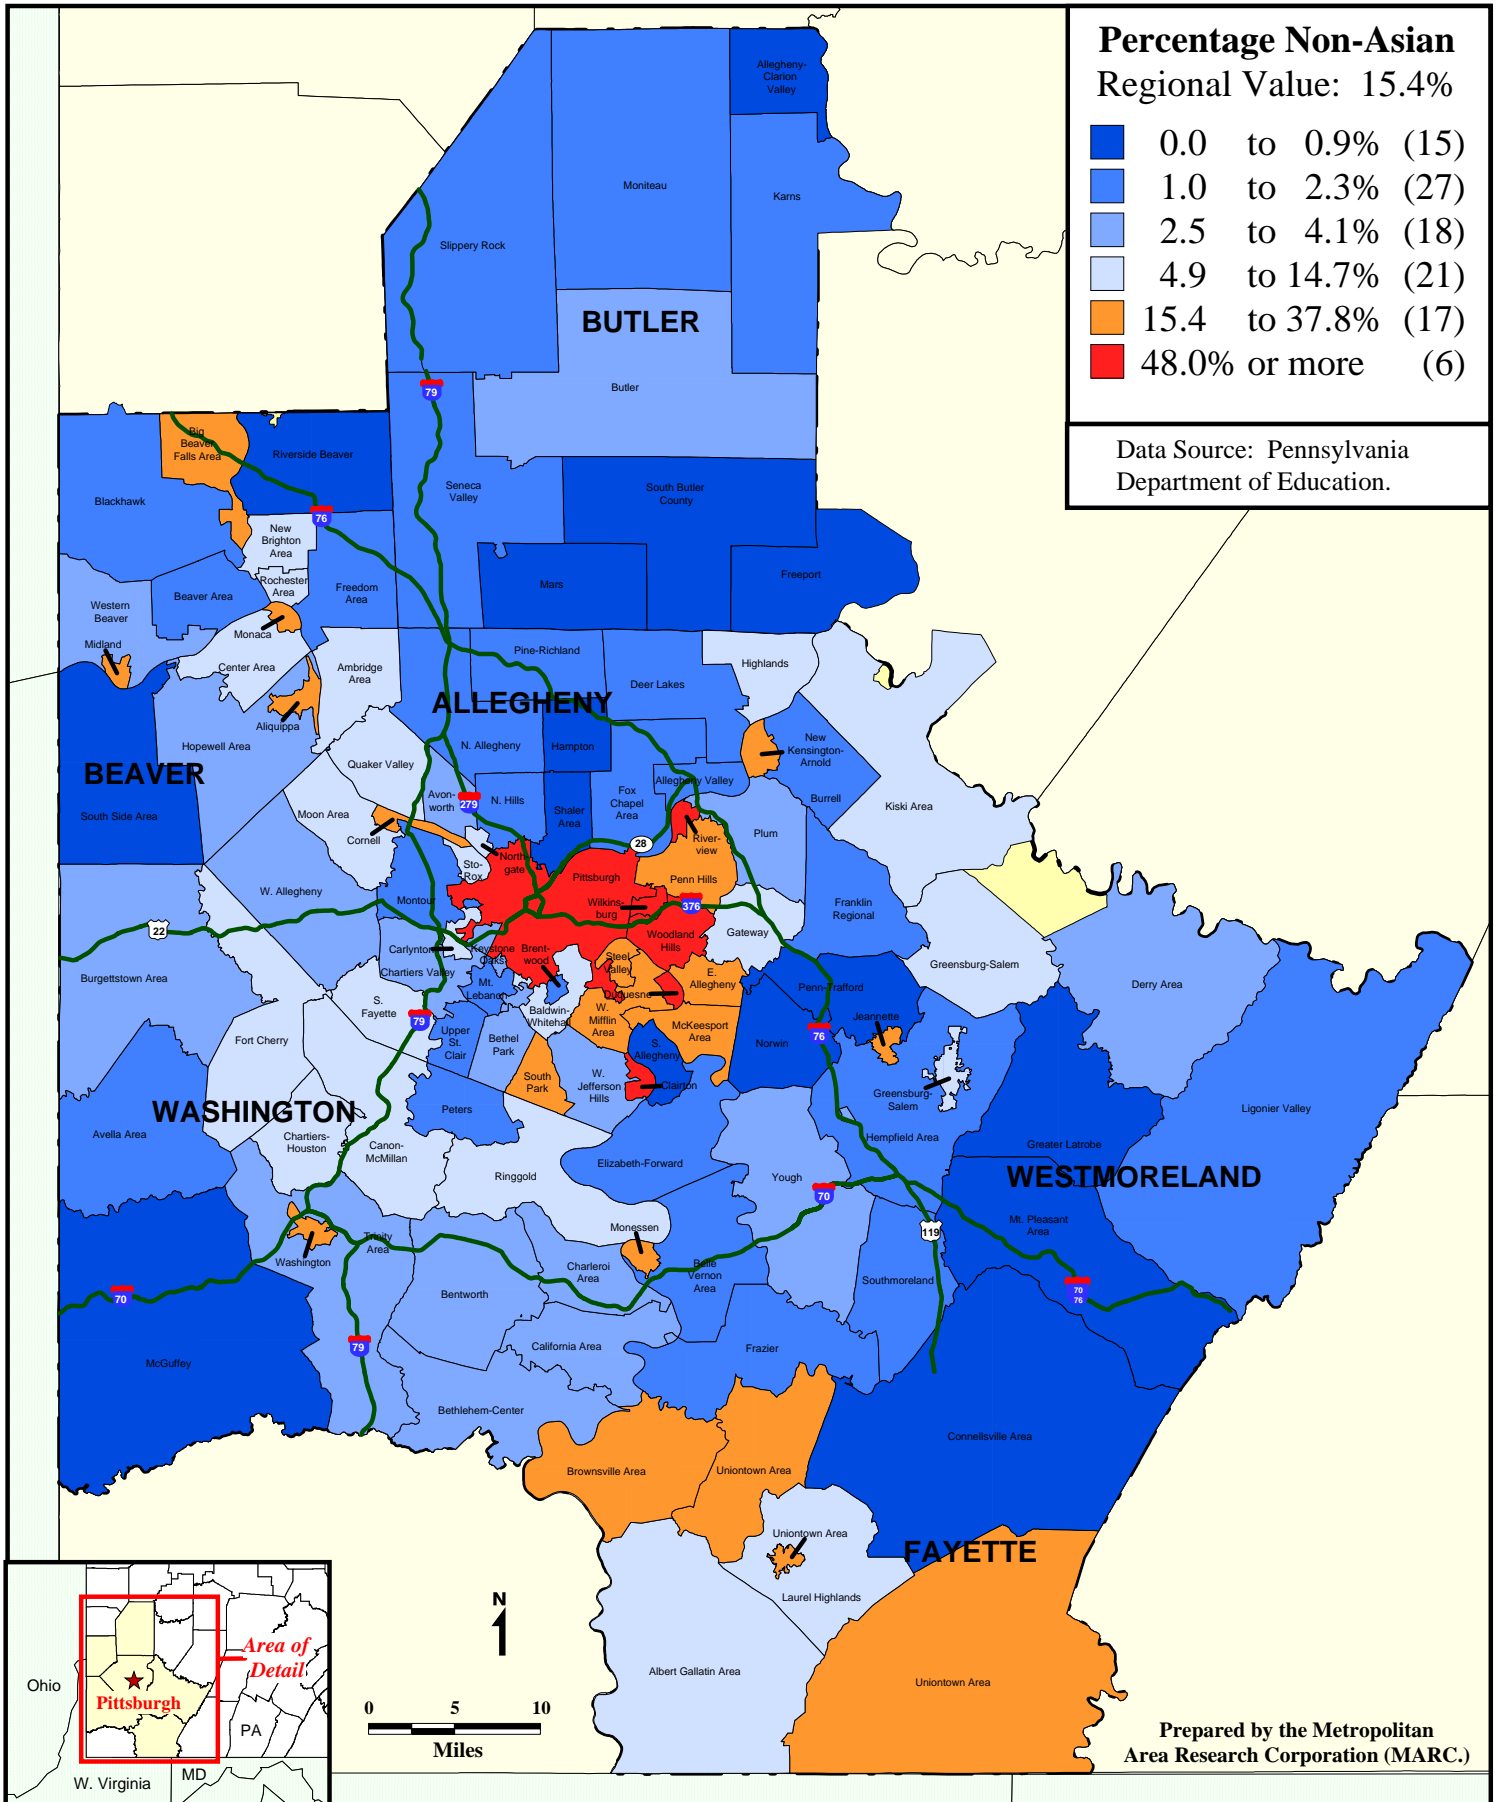 Percentage Non-Asian
Regional Value: 15.4%
0.0 to 0.9% (15)
1.0 to 2.3% (27)
2.5 to 4.1% (18)
4.9 to 14.7% (21)
15.4 to 37.8% (17)
48.0% or more (6)
Data Source: Pennsylvania
Department of Education.
Allegheny-
Clarion
Valley
Moniteau
Karns
Slippery Rock
BUTLER
Butler
79
Big
Beaver
Falls Area
Riverside Beaver
Blackhawk
Seneca
Valley
South Butler
County
76
New
Brighton
Area
Rochester
Area
Freedom
Area
Mars
Freeport
Beaver Area
Western
Beaver
Midland
Monaca
Center Area
Ambridge
Area
Pine-Richland
Highlands
Deer Lakes
ALLEGHENY
Aliquippa
Hopewell Area
N. Allegheny
Hampton
New
Kensington-
Arnold
BEAVER
Quaker Valley
Allegheny Valley
Burrell
Kiski Area
South Side Area
Moon Area
Cornell
Avon-
worth
279
N. Hills
Shaler
Area
Fox
Chapel
Area
Plum
28
River-
view
Sto-
Rox
North-
gate
Pittsburgh
Penn Hills
W. Allegheny
Montour
Wilkins-
burg
376
Franklin
Regional
22
Woodland
Hills
Gateway
Carlynton
Keystone
Oaks
Brent-
wood
Chartiers Valley
Steel
Valley
Greensburg-Salem
Burgettstown Area
Mt.
Lebanon
E.
Allegheny
Penn-Trafford
Derry Area
S.
Fayette
Duquesne
Baldwin-
Whitehall
W.
Mifflin
Area
McKeesport
Area
Jeannette
79
76
Fort Cherry
Upper
St.
Clair
Bethel
Park
S.
Allegheny
Norwin
South
Park
W.
Jefferson
Hills
Clairton
Greensburg-
Salem
WASHINGTON
Peters
Ligonier Valley
Avella Area
Chartiers-
Houston
Canon-
McMillan
Hempfield Area
Greater Latrobe
Ringgold
Elizabeth-Forward
Yough
WESTMORELAND
70
Mt. Pleasant
Area
Monessen
119
Trinity
Area
Washington
Charleroi
Area
Belle
Vernon
Area
Southmoreland
70
Bentworth
70
76
79
California Area
Frazier
McGuffey
Bethlehem-Center
Connellsville Area
Brownsville Area
Uniontown Area
Uniontown Area
FAYETTE
Laurel Highlands
Albert Gallatin Area
Uniontown Area
N
0 5 10
Miles
Area of
Detail
Ohio
Pittsburgh
PA
W. Virginia
MD
Prepared by the Metropolitan
Area Research Corporation (MARC.)